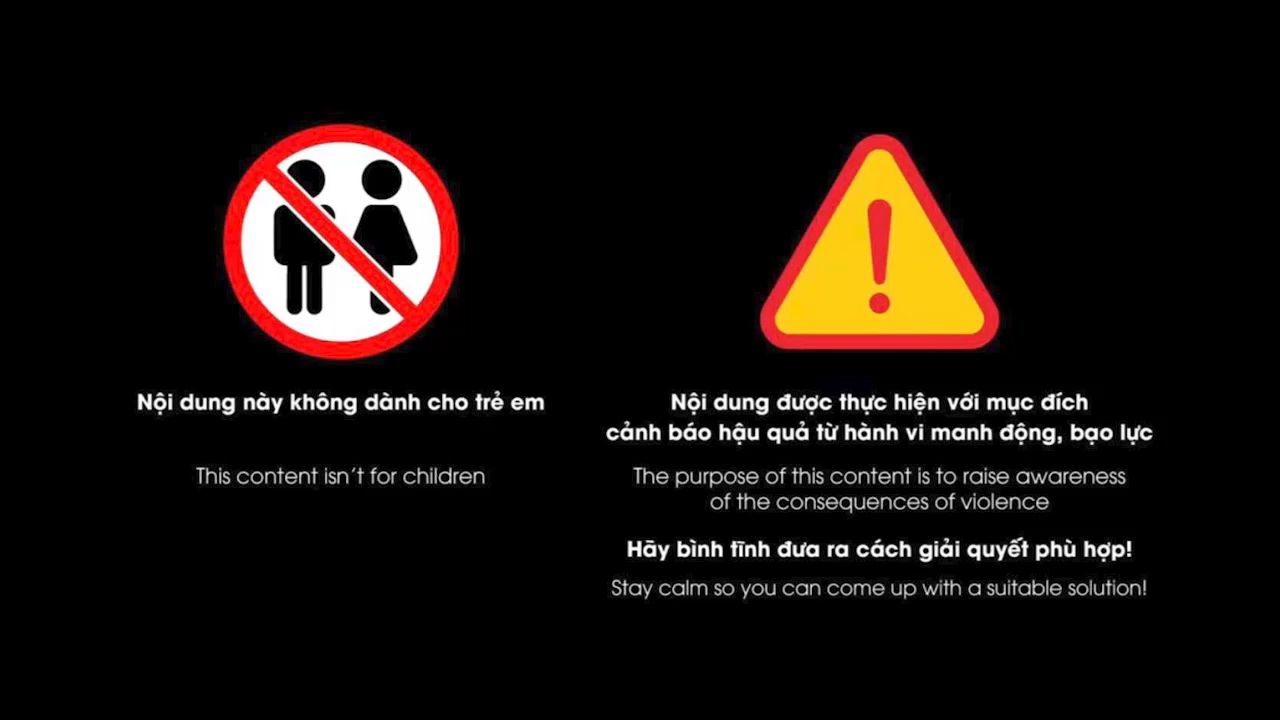 Nội dung này không dành cho trẻ em
This content isn't for children
Nội dung được thực hiện với mục đích
cảnh báo hậu quả từ hành vi manh động, bạo lực
The purpose of this content is to raise awareness
of the consequences of violence
Hãy bình tĩnh đưa ra cách giải quyết phù hợp!
Stay calm so you can come up with a suitable solution!